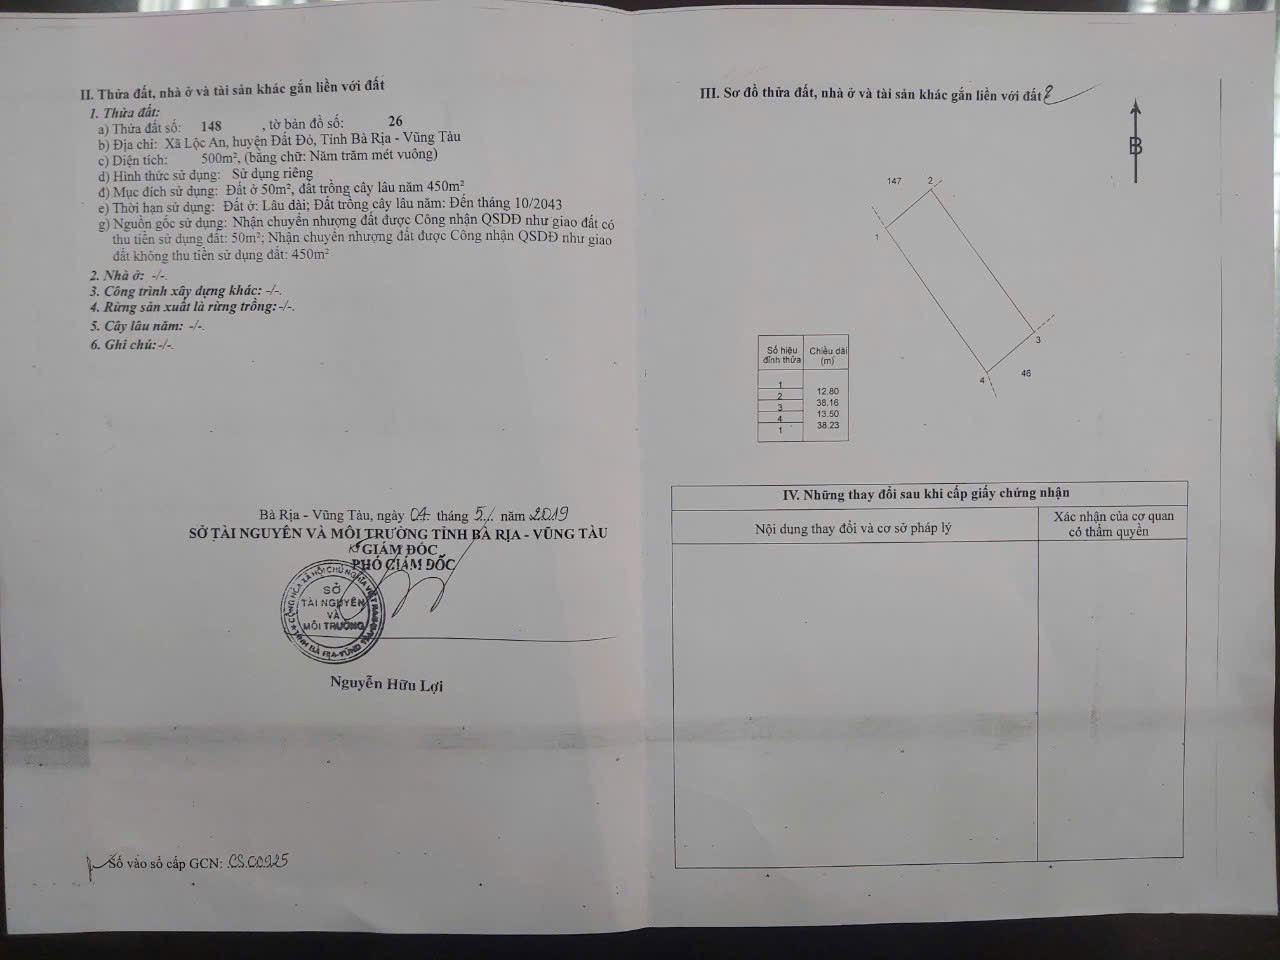 II. Thửa đất, nhà ở và tài sản khác gắn liền với đất
1. Thửa đất:
a) Thửa đất số: 148 , tờ bản đồ số: 26
b) Địa chỉ: Xã Lộc An, huyện Đất Đỏ, Tỉnh Bà Rịa - Vũng Tàu
c) Diện tích: 500m², (bằng chữ: Năm trăm mét vuông)
d) Hình thức sử dụng: Sử dụng riêng
đ) Mục đích sử dụng: Đất ở 50m², đất trồng cây lâu năm 450m²
e) Thời hạn sử dụng: Đất ở: Lâu dài; Đất trồng cây lâu năm: Đến tháng 10/2043
g) Nguồn gốc sử dụng: Nhận chuyển nhượng đất được Công nhận QSDĐ như giao đất có
thu tiền sử dụng đất: 50m²; Nhận chuyển nhượng đất được Công nhận QSDĐ như giao
đất không thu tiền sử dụng đất: 450m²
2. Nhà ở: -/-.
3. Công trình xây dựng khác: -/-.
4. Rừng sản xuất là rừng trồng: -/-.
5. Cây lâu năm: -/-.
6. Ghi chú: -/-.
Bà Rịa - Vũng Tàu, ngày 04 tháng 5 năm 2019
SỞ TÀI NGUYÊN VÀ MÔI TRƯỜNG TỈNH BÀ RỊA - VŨNG TÀU
GIÁM ĐỐC
PHÓ GIÁM ĐỐC
CỘNG HÒA XÃ HỘI CHỦ NGHĨA VIỆT NAM
SỞ
TÀI NGUYÊN
VÀ
MÔI TRƯỜNG
TỈNH BÀ RỊA-VŨNG TÀU
Nguyễn Hữu Lợi
Số vào sổ cấp GCN: CS.00925
III. Sơ đồ thửa đất, nhà ở và tài sản khác gắn liền với đất
B
147
2
1
3
4
46
Số hiệu đỉnh thửa
Chiều dài (m)
1
12.80
2
38.16
3
13.50
4
38.23
1
IV. Những thay đổi sau khi cấp giấy chứng nhận
Nội dung thay đổi và cơ sở pháp lý
Xác nhận của cơ quan
có thẩm quyền